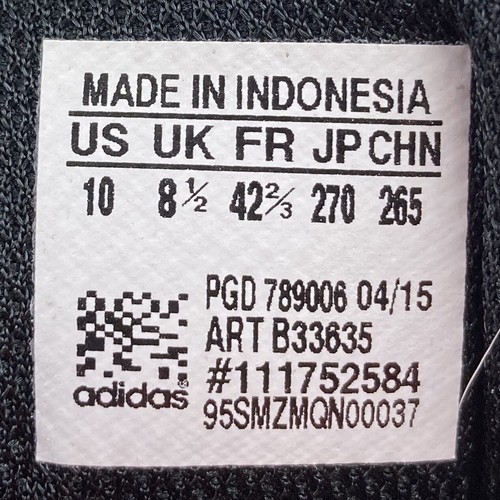 MADE IN INDONESIA
US UK FR JP CHN
10 8½ 42⅔ 270 265
PGD 789006 04/15
ART B33635
#111752584
95SMZMQN00037
adidas®